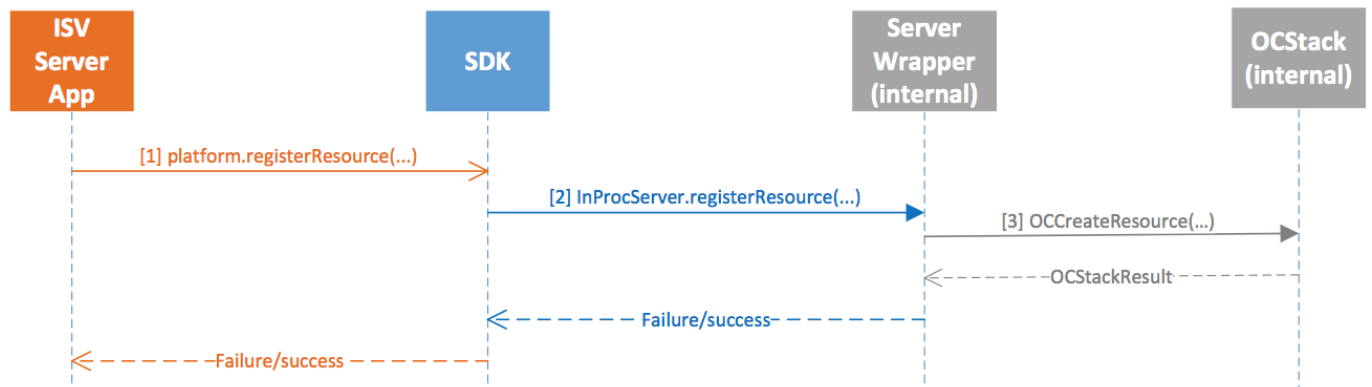 ISV
Server
App
SDK
Server
Wrapper
(internal)
OCStack
(internal)
[1] platform.registerResource(...)
[2] InProcServer.registerResource(...)
[3] OCCreateResource(...)
OCStackResult
Failure/success
Failure/success